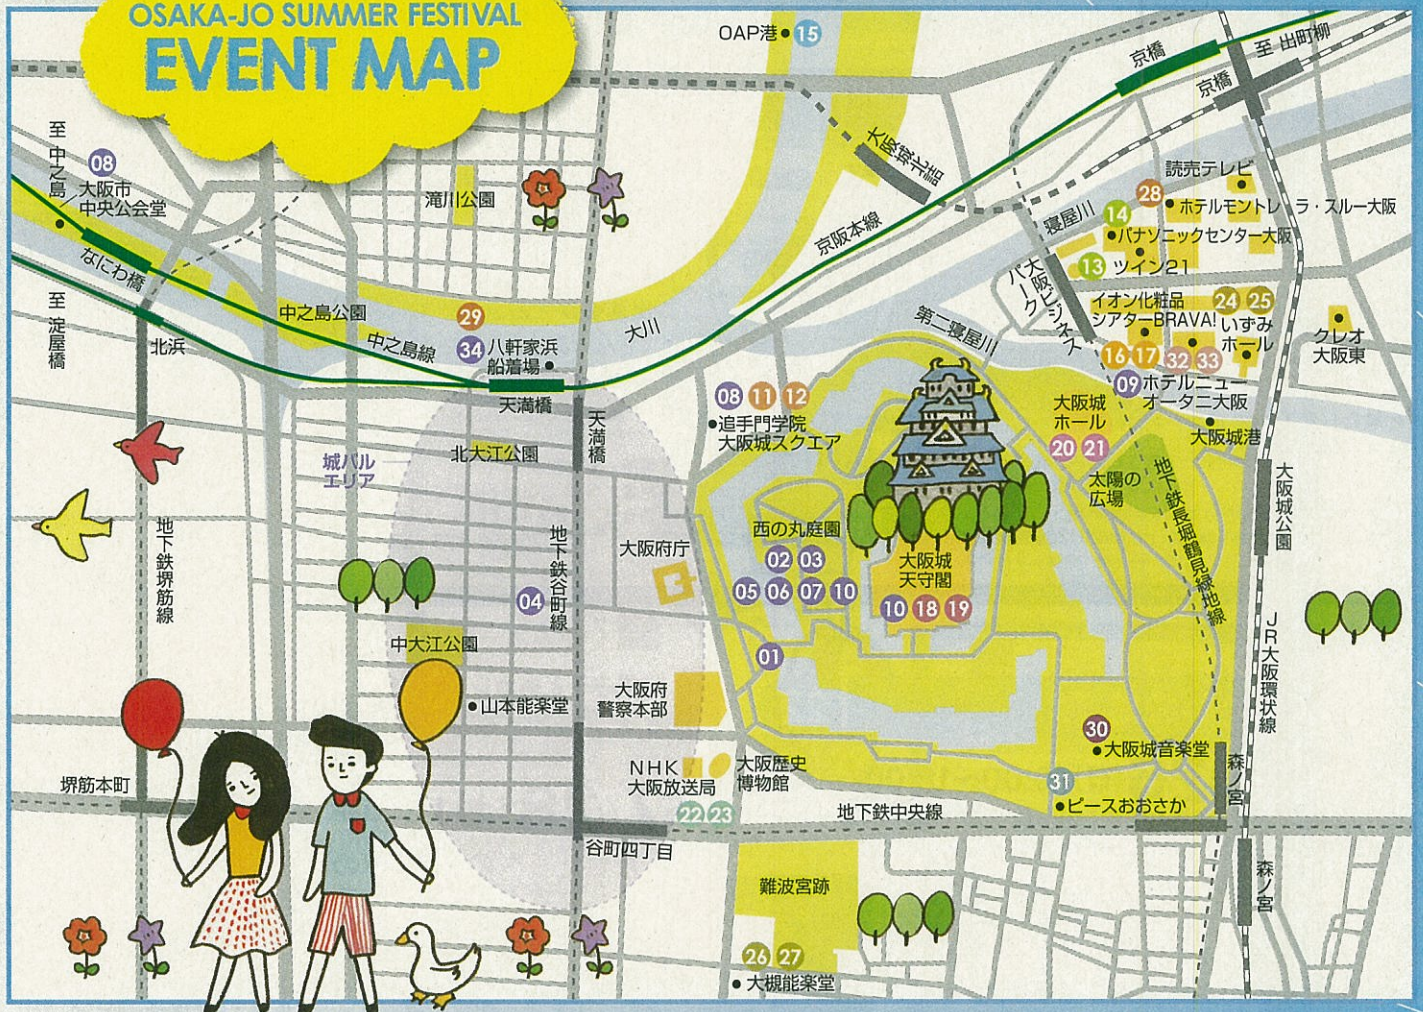 OSAKA-JO SUMMER FESTIVAL
EVENT MAP
OAP港 15
京橋
至 出町柳
京橋
大阪城北詰
至 中之島
08
大阪市
中央公会堂
滝川公園
読売テレビ
28
ホテルモントレ ラ・スルー大阪
14
寝屋川
パナソニックセンター大阪
13 ツイン21
京阪本線
なにわ橋
至 淀屋橋
北浜
中之島公園
中之島線
29
34 八軒家浜
船着場
大川
天満橋
天満橋
第二寝屋川
大阪ビジネス
パーク
イオン化粧品
シアターBRAVA!
24 25
いずみ
ホール
クレオ
大阪東
16 17 32 33
09 ホテルニュー
オータニ大阪
大阪城港
08 11 12
追手門学院
大阪城スクエア
大阪城
ホール
20 21
太陽の
広場
地下鉄長堀鶴見緑地線
大阪城公園
北大江公園
城バル
エリア
地下鉄堺筋線
地下鉄谷町線
04
大阪府庁
西の丸庭園
02 03
05 06 07 10
大阪城
天守閣
10 18 19
01
JR大阪環状線
中大江公園
山本能楽堂
大阪府
警察本部
NHK
大阪放送局
22 23
大阪歴史
博物館
30
大阪城音楽堂
31
ピースおおさか
森ノ宮
堺筋本町
地下鉄中央線
谷町四丁目
難波宮跡
森ノ宮
26 27
大槻能楽堂